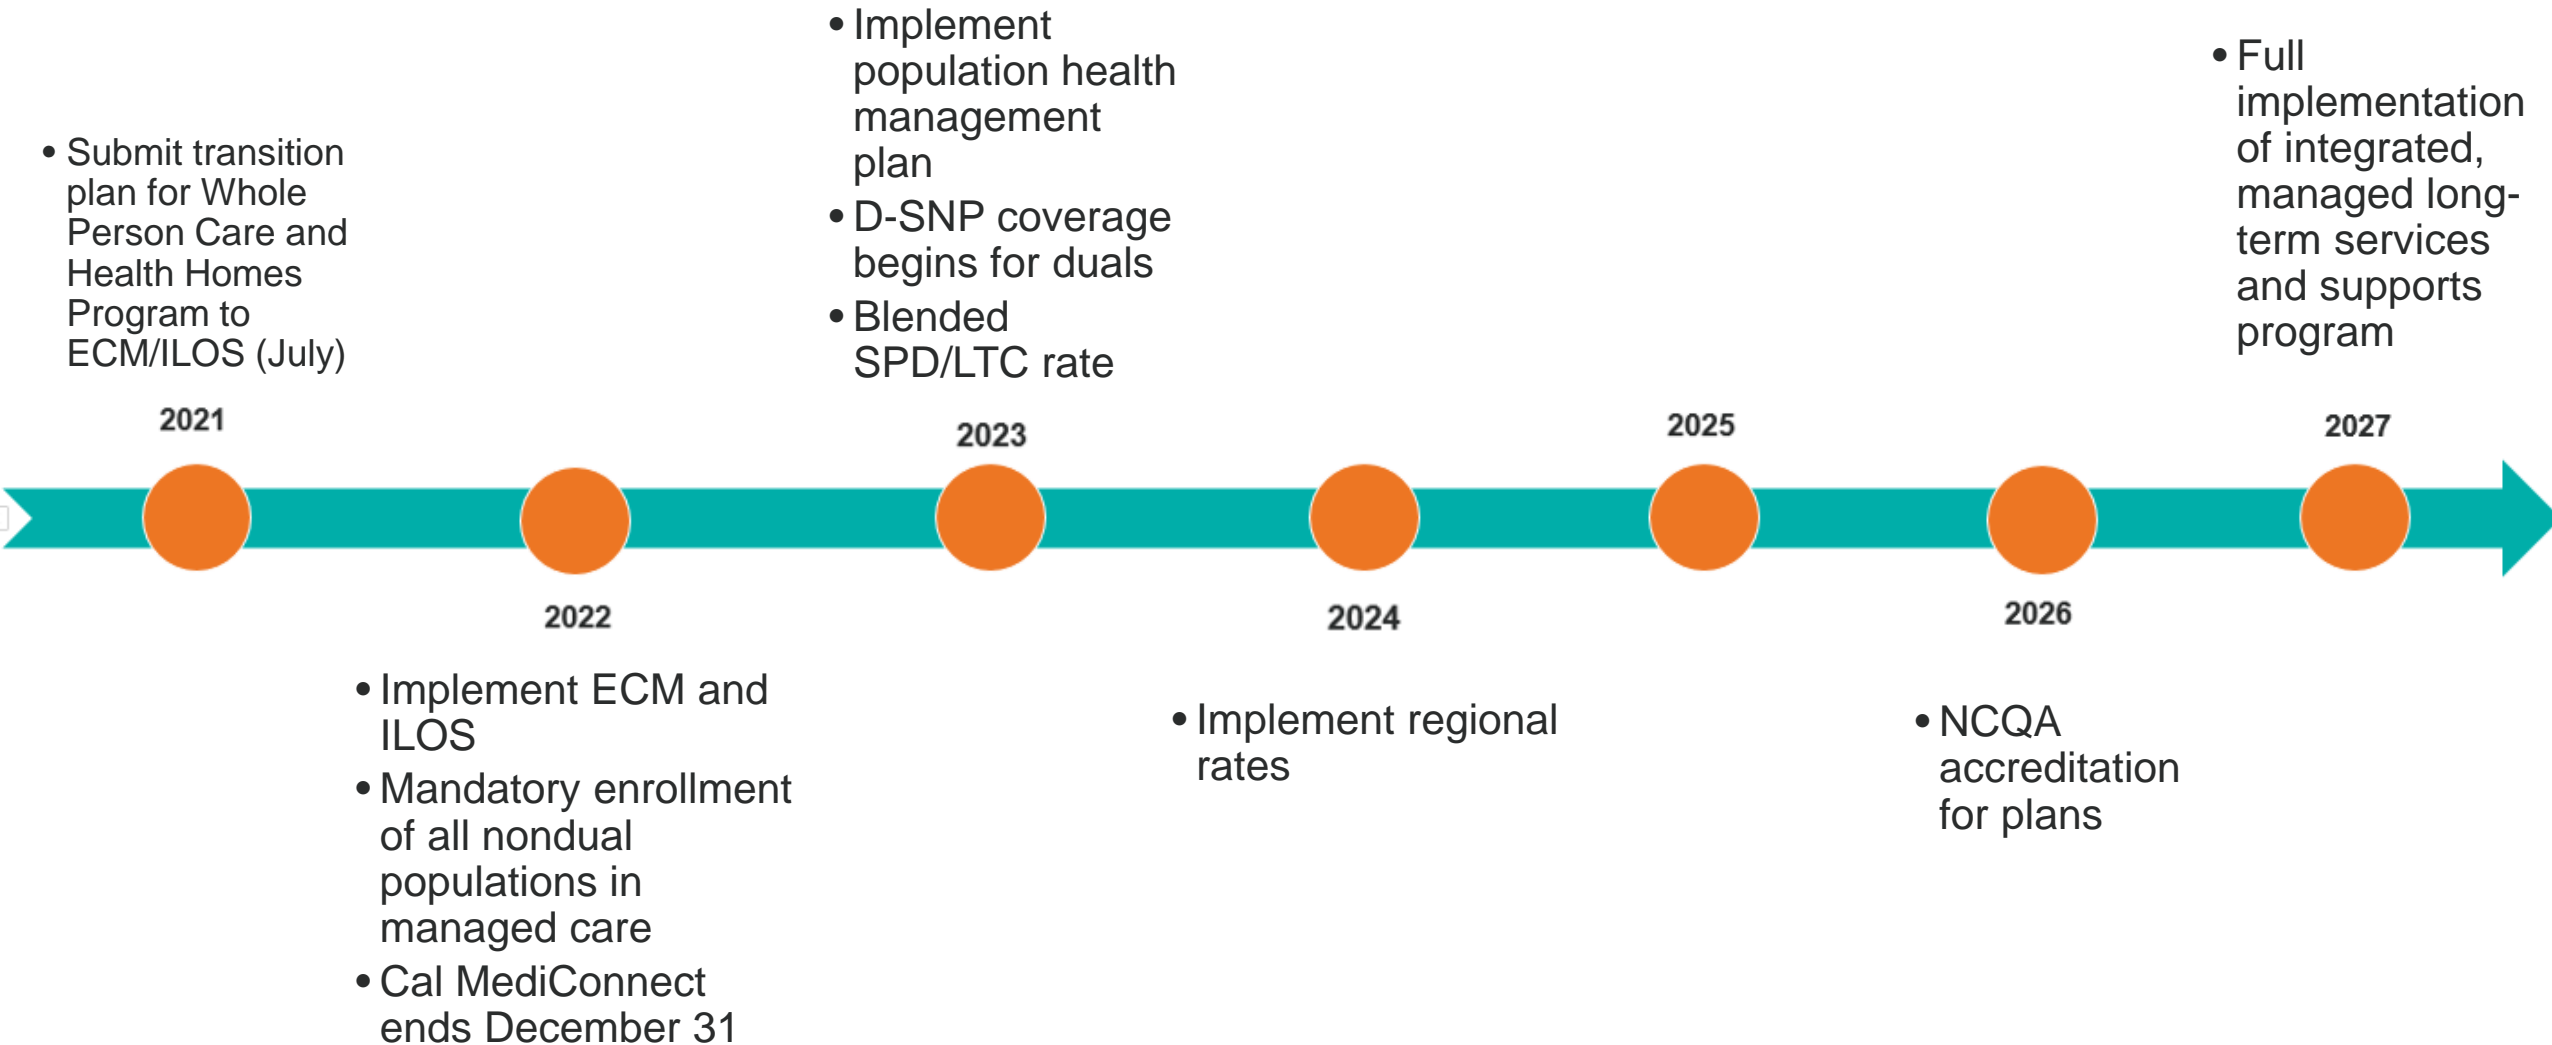 • Submit transition
plan for Whole
Person Care and
Health Homes
Program to
ECM/ILOS (July)
2021
2022
• Implement ECM and
ILOS
• Mandatory enrollment
of all nondual
populations in
managed care
• Cal MediConnect
ends December 31
• Implement
population health
management
plan
• D-SNP coverage
begins for duals
• Blended
SPD/LTC rate
2023
2024
• Implement regional
rates
2025
2026
• NCQA
accreditation
for plans
• Full
implementation
of integrated,
managed long-
term services
and supports
program
2027